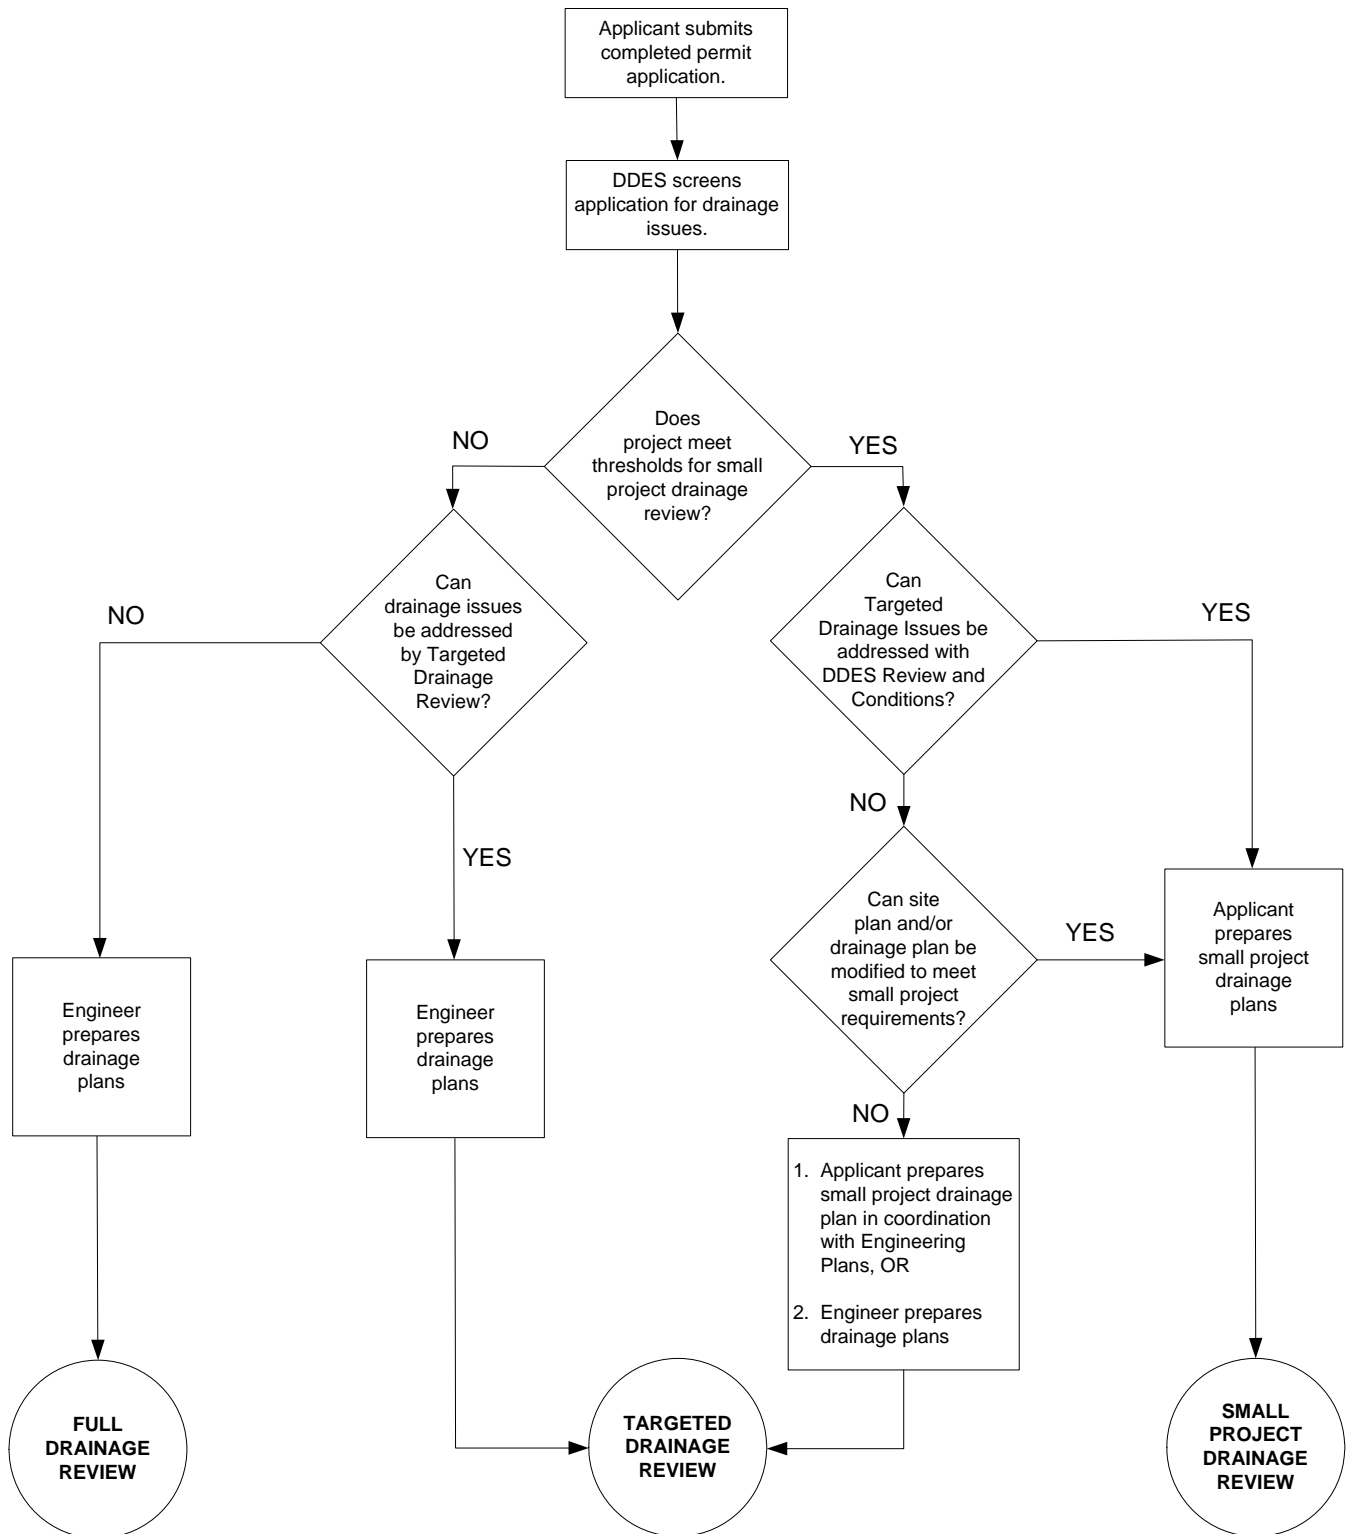 Applicant submits
completed permit
application.
DDES screens
application for drainage
issues.
Does
project meet
thresholds for small
project drainage
review?
NO
YES
Can
drainage issues
be addressed
by Targeted
Drainage
Review?
NO
YES
Can
Targeted
Drainage Issues be
addressed with
DDES Review and
Conditions?
YES
NO
Can site
plan and/or
drainage plan be
modified to meet
small project
requirements?
YES
NO
Applicant
prepares
small project
drainage
plans
Engineer
prepares
drainage
plans
Engineer
prepares
drainage
plans
1. Applicant prepares
small project drainage
plan in coordination
with Engineering
Plans, OR
2. Engineer prepares
drainage plans
FULL
DRAINAGE
REVIEW
TARGETED
DRAINAGE
REVIEW
SMALL
PROJECT
DRAINAGE
REVIEW